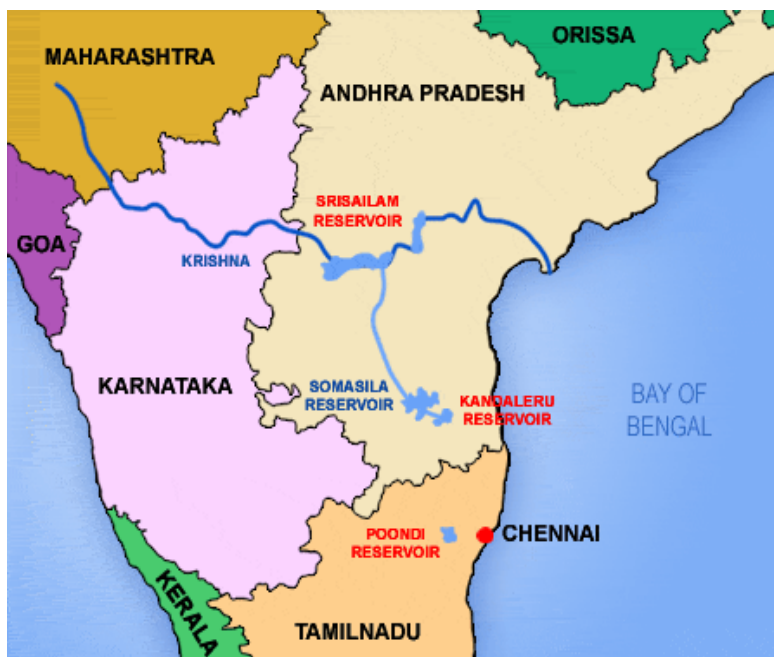 ORISSA
MAHARASHTRA
ANDHRA PRADESH
SRISAILAM
RESERVOIR
GOA
KRISHNA
KARNATAKA
SOMASILA
RESERVOIR
KANDALERU
RESERVOIR
BAY OF
BENGAL
POONDI
RESERVOIR
CHENNAI
KERALA
TAMILNADU